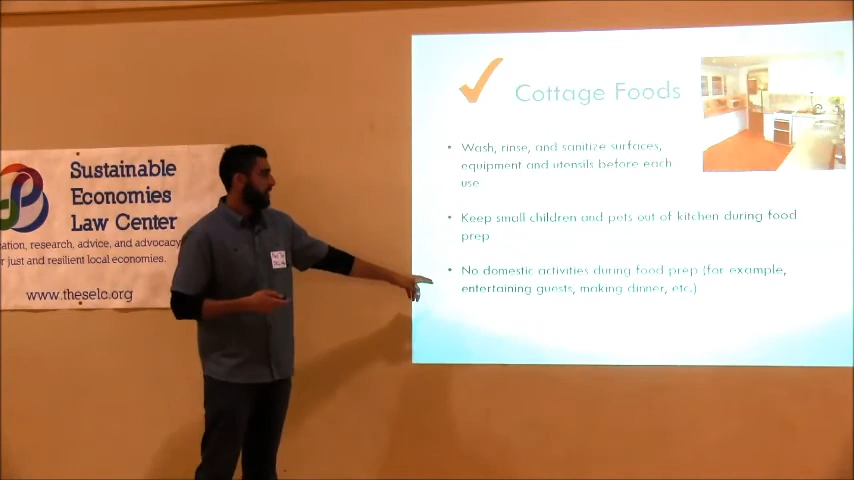 Sustainable
Economies
Law Center
ation, research, advice, and advocacy
r just and resilient local economies.
www.theselc.org
Cottage Foods
• Wash, rinse, and sanitize surfaces,
equipment and utensils before each
use
• Keep small children and pets out of kitchen during food
prep
• No domestic activities during food prep (for example,
entertaining guests, making dinner, etc.)